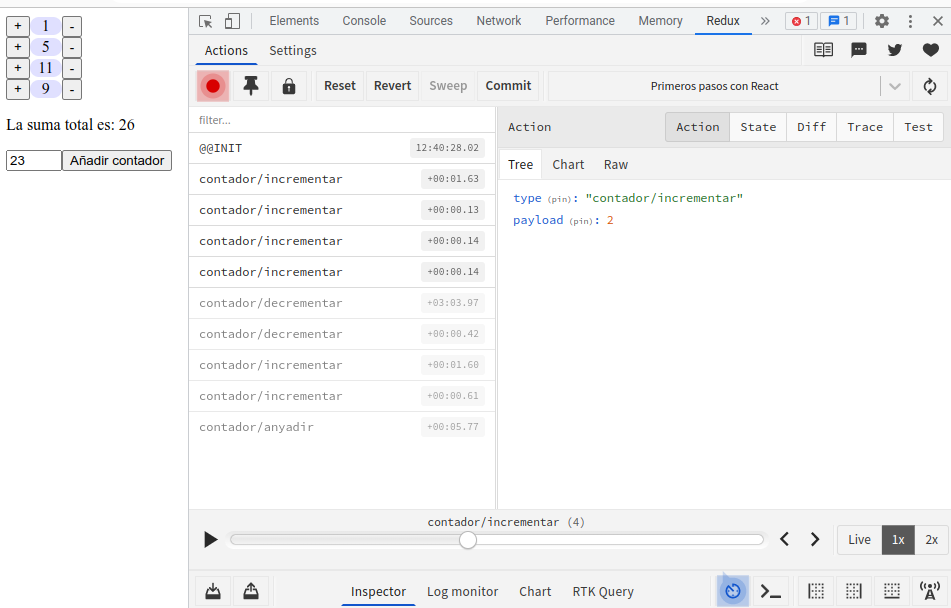 + 1 -
+ 5 -
+ 11 -
+ 9 -
La suma total es: 26
23 Añadir contador
Elements Console Sources Network Performance Memory Redux » 1 1
Actions Settings
Reset Revert Sweep Commit Primeros pasos con React
filter...
@@INIT 12:40:28.02
contador/incrementar +00:01.63
contador/incrementar +00:00.13
contador/incrementar +00:00.14
contador/incrementar +00:00.14
contador/decrementar +03:03.97
contador/decrementar +00:00.42
contador/incrementar +00:01.60
contador/incrementar +00:00.61
contador/anyadir +00:05.77
Action Action State Diff Trace Test
Tree Chart Raw
type (pin): "contador/incrementar"
payload (pin): 2
contador/incrementar (4)
Live 1x 2x
Inspector Log monitor Chart RTK Query